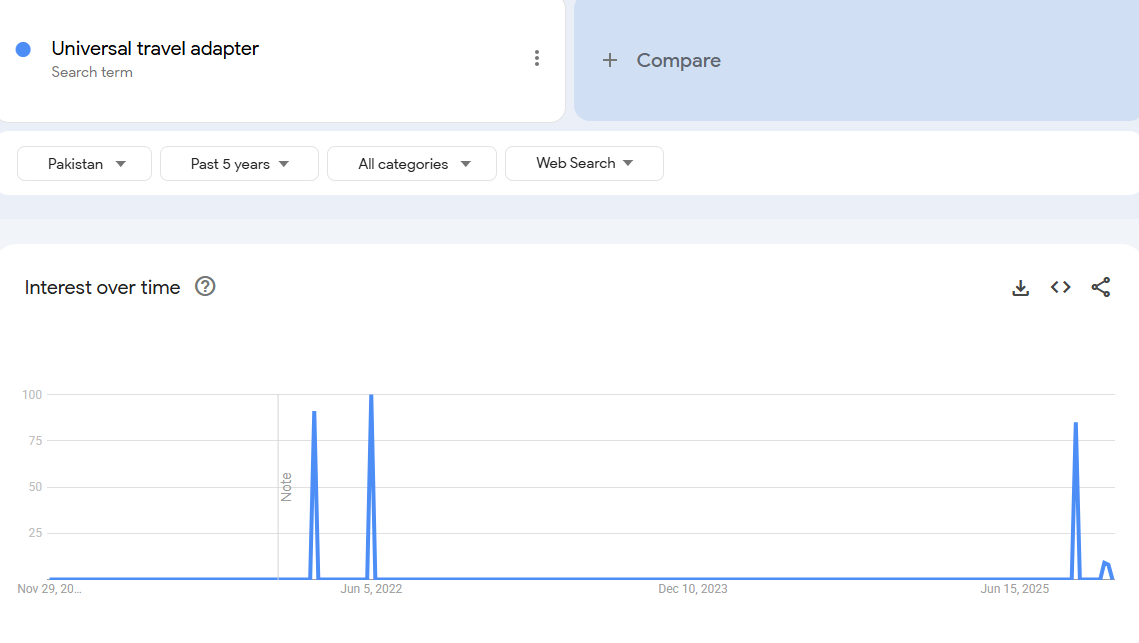 Universal travel adapter
Search term
+ Compare
Pakistan
Past 5 years
All categories
Web Search
Interest over time
100
75
50
25
Note
Nov 29, 20...
Jun 5, 2022
Dec 10, 2023
Jun 15, 2025